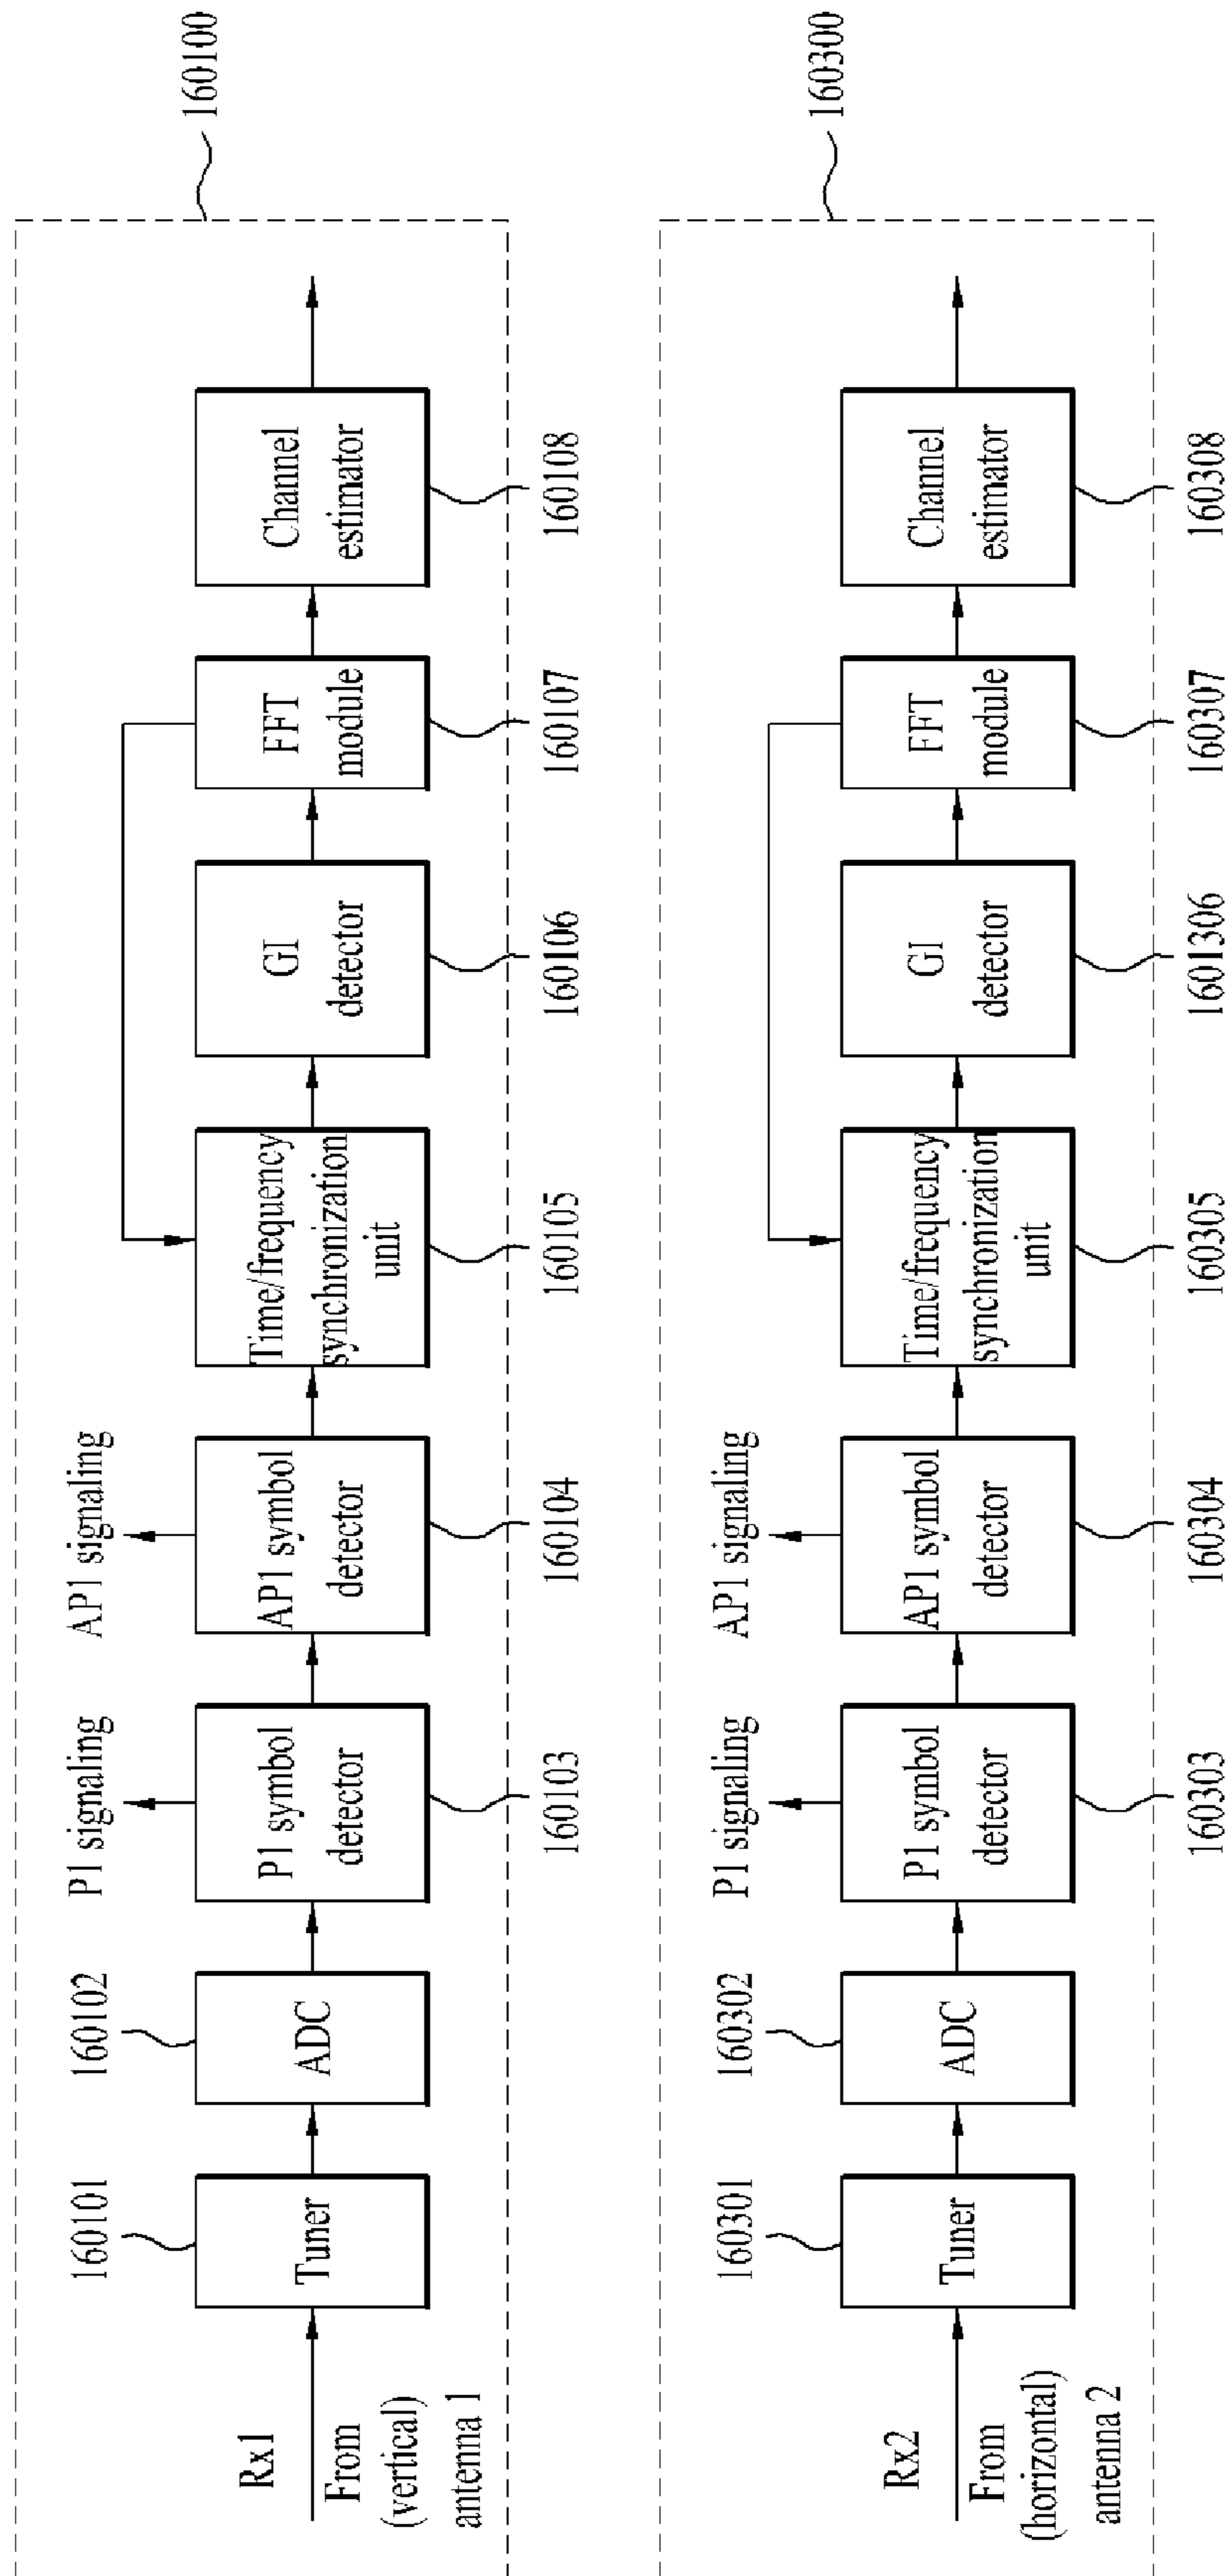 160100
Rx1
From
(vertical)
antenna 1
160101
Tuner
160102
ADC
P1 signaling
P1 symbol
detector
160103
AP1 signaling
AP1 symbol
detector
160104
Time/frequency
synchronization
unit
160105
GI
detector
160106
FFT
module
160107
Channel
estimator
160108
160300
Rx2
From
(horizontal)
antenna 2
160301
Tuner
160302
ADC
P1 signaling
P1 symbol
detector
160303
AP1 signaling
AP1 symbol
detector
160304
Time/frequency
synchronization
unit
160305
GI
detector
1601306
FFT
module
160307
Channel
estimator
160308